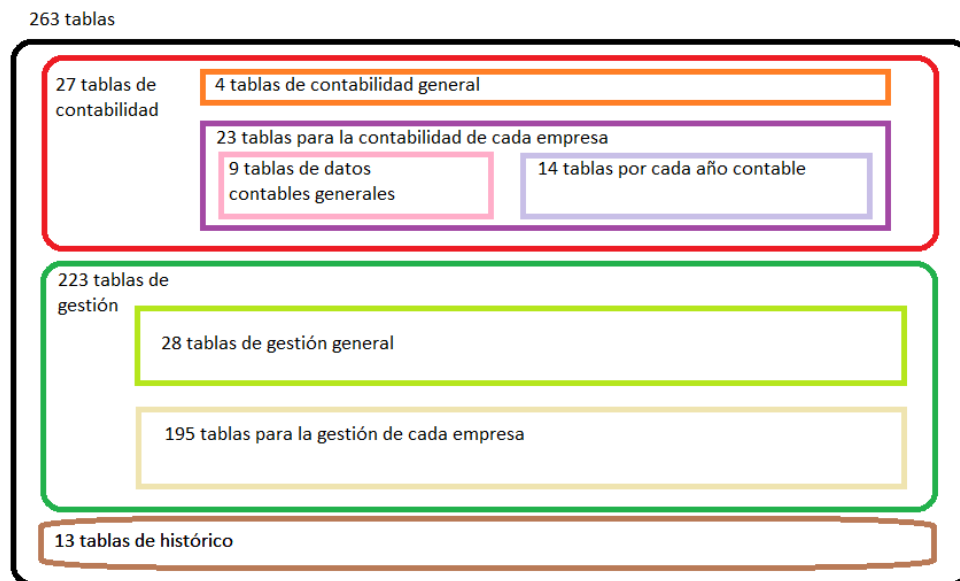 263 tablas
27 tablas de
contabilidad
4 tablas de contabilidad general
23 tablas para la contabilidad de cada empresa
9 tablas de datos
contables generales
14 tablas por cada año contable
223 tablas de
gestión
28 tablas de gestión general
195 tablas para la gestión de cada empresa
13 tablas de histórico